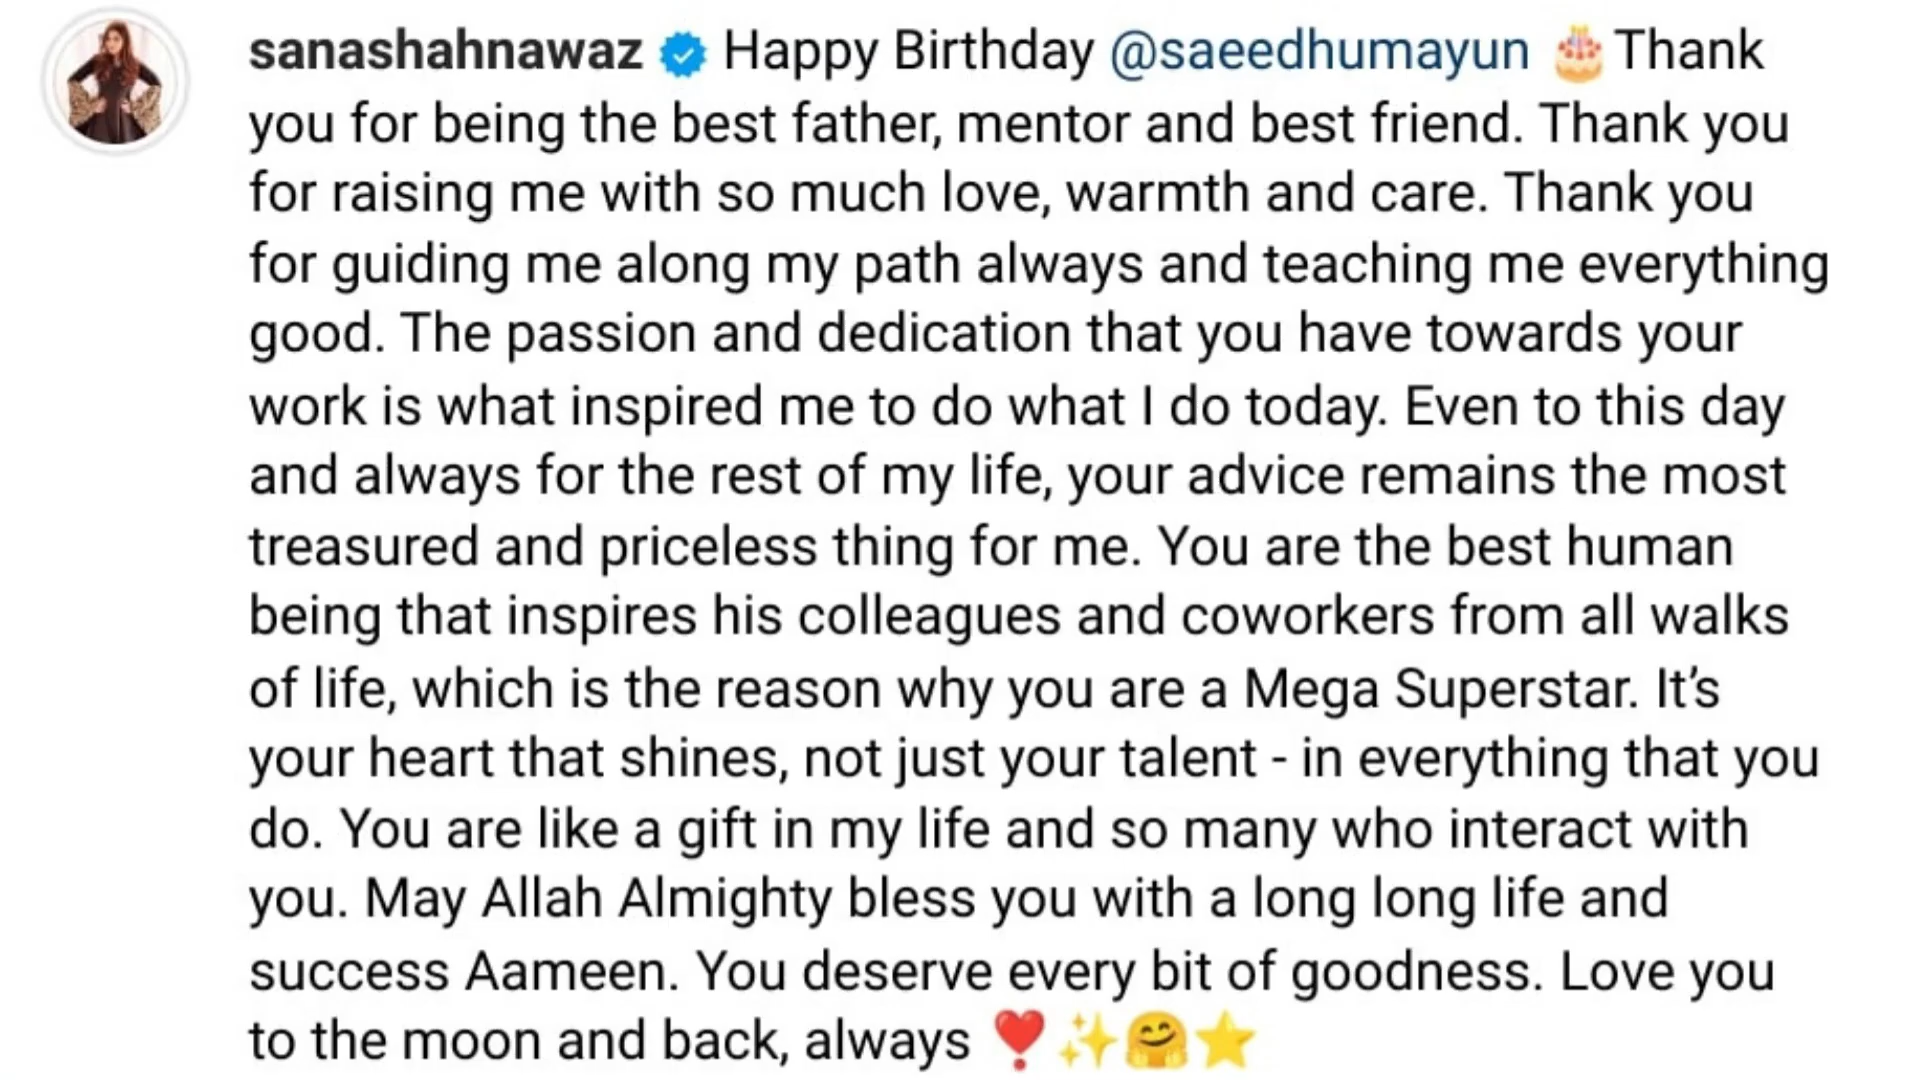 sanashahnawaz Happy Birthday @saeedhumayun 🎂Thank
you for being the best father, mentor and best friend. Thank you
for raising me with so much love, warmth and care. Thank you
for guiding me along my path always and teaching me everything
good. The passion and dedication that you have towards your
work is what inspired me to do what I do today. Even to this day
and always for the rest of my life, your advice remains the most
treasured and priceless thing for me. You are the best human
being that inspires his colleagues and coworkers from all walks
of life, which is the reason why you are a Mega Superstar. It’s
your heart that shines, not just your talent - in everything that you
do. You are like a gift in my life and so many who interact with
you. May Allah Almighty bless you with a long long life and
success Aameen. You deserve every bit of goodness. Love you
to the moon and back, always ❣️✨🤗⭐